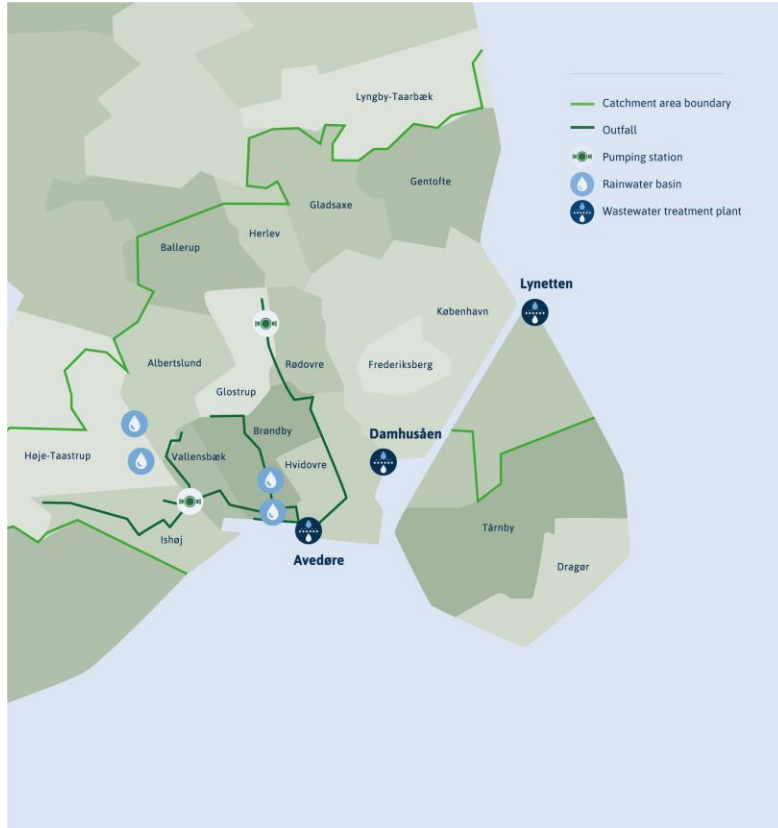 Lyngby-Taarbæk
Catchment area boundary
Outfall
Pumping station
Rainwater basin
Wastewater treatment plant
Gentofte
Gladsaxe
Herlev
Ballerup
Lynetten
København
Albertslund
Rødovre
Frederiksberg
Glostrup
Brøndby
Damhusåen
Høje-Taastrup
Vallensbæk
Hvidovre
Ishøj
Tårnby
Avedøre
Dragør